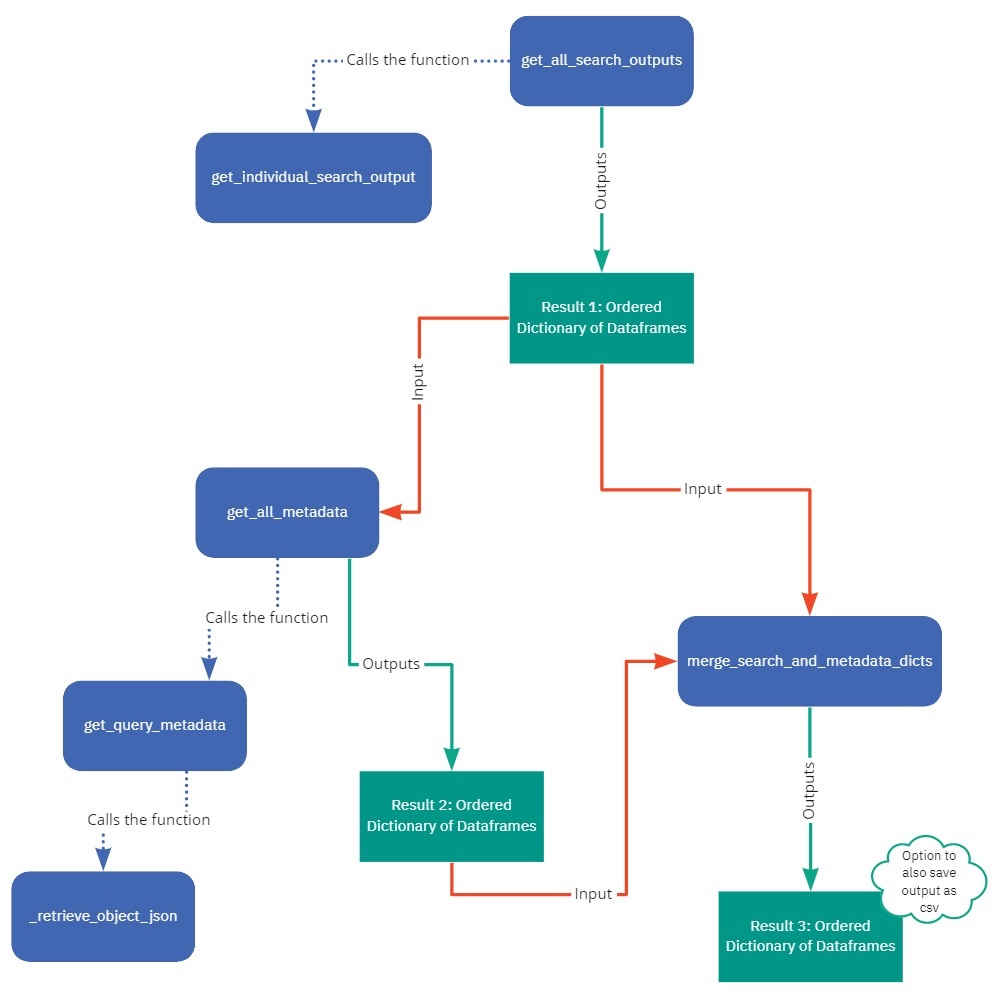 get_all_search_outputs
Calls the function
get_individual_search_output
Outputs
Result 1: Ordered
Dictionary of Dataframes
Input
Input
get_all_metadata
Calls the function
Outputs
merge_search_and_metadata_dicts
get_query_metadata
Calls the function
Result 2: Ordered
Dictionary of Dataframes
Outputs
Input
_retrieve_object_json
Option to
also save
output as
csv
Result 3: Ordered
Dictionary of Dataframes